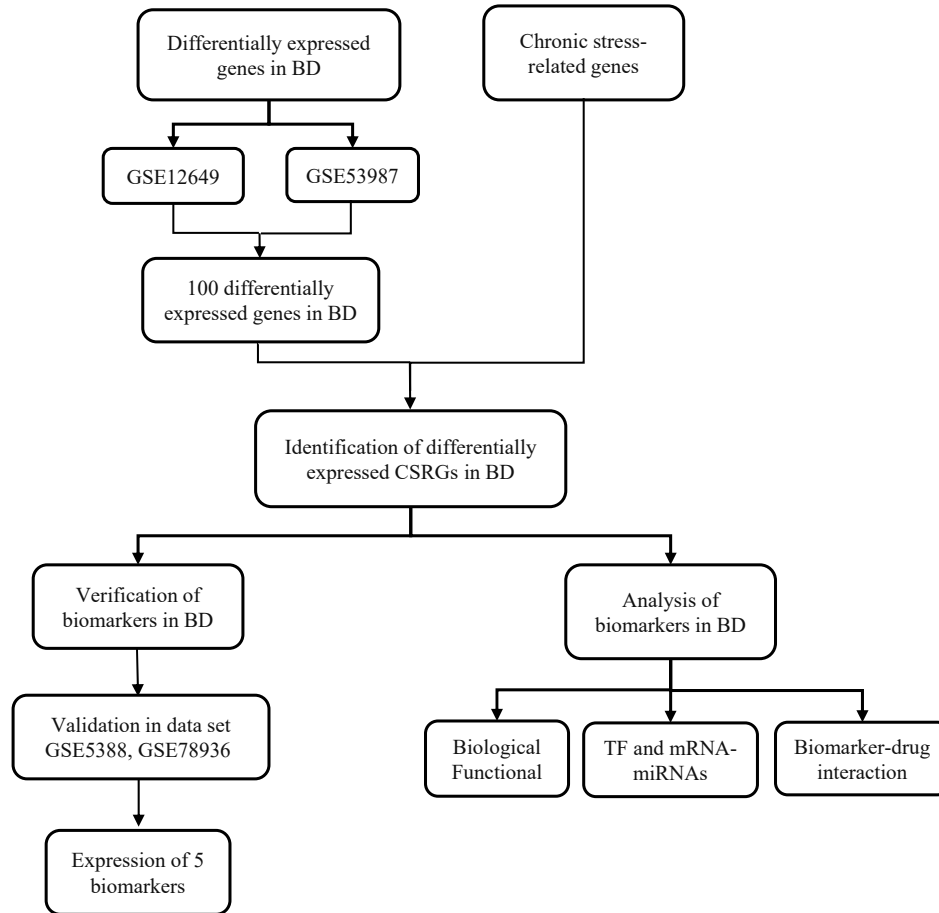 Differentially expressed
genes in BD
Chronic stress-
related genes
GSE12649
GSE53987
100 differentially
expressed genes in BD
Identification of differentially
expressed CSRGs in BD
Verification of
biomarkers in BD
Analysis of
biomarkers in BD
Validation in data set
GSE5388, GSE78936
Biological
Functional
TF and mRNA-
miRNAs
Biomarker-drug
interaction
Expression of 5
biomarkers